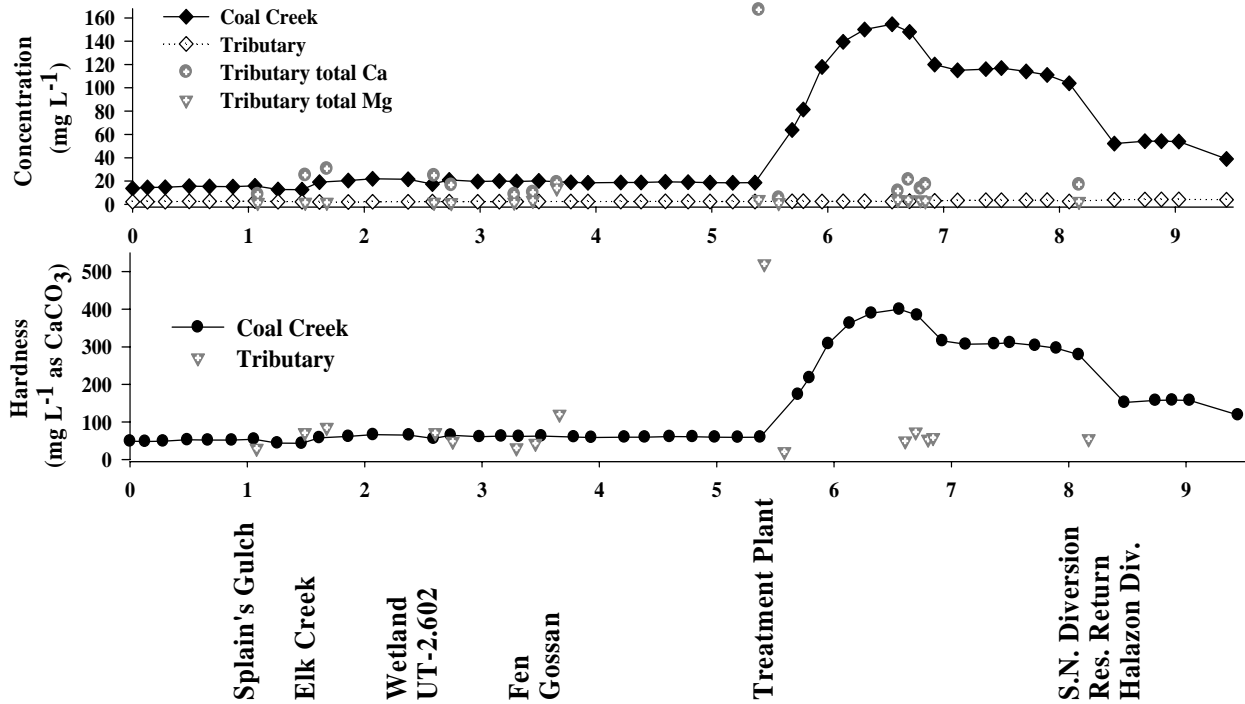 Coal Creek
Tributary
Tributary total Ca
Tributary total Mg
Concentration
(mg L-1)
160
140
120
100
80
60
40
20
0
0 1 2 3 4 5 6 7 8 9
Coal Creek
Tributary
Hardness
(mg L-1 as CaCO3)
500
400
300
200
100
0
0 1 2 3 4 5 6 7 8 9
Splain's Gulch
Elk Creek
Wetland
UT-2.602
Fen
Gossan
Treatment Plant
S.N. Diversion
Res. Return
Halazon Div.